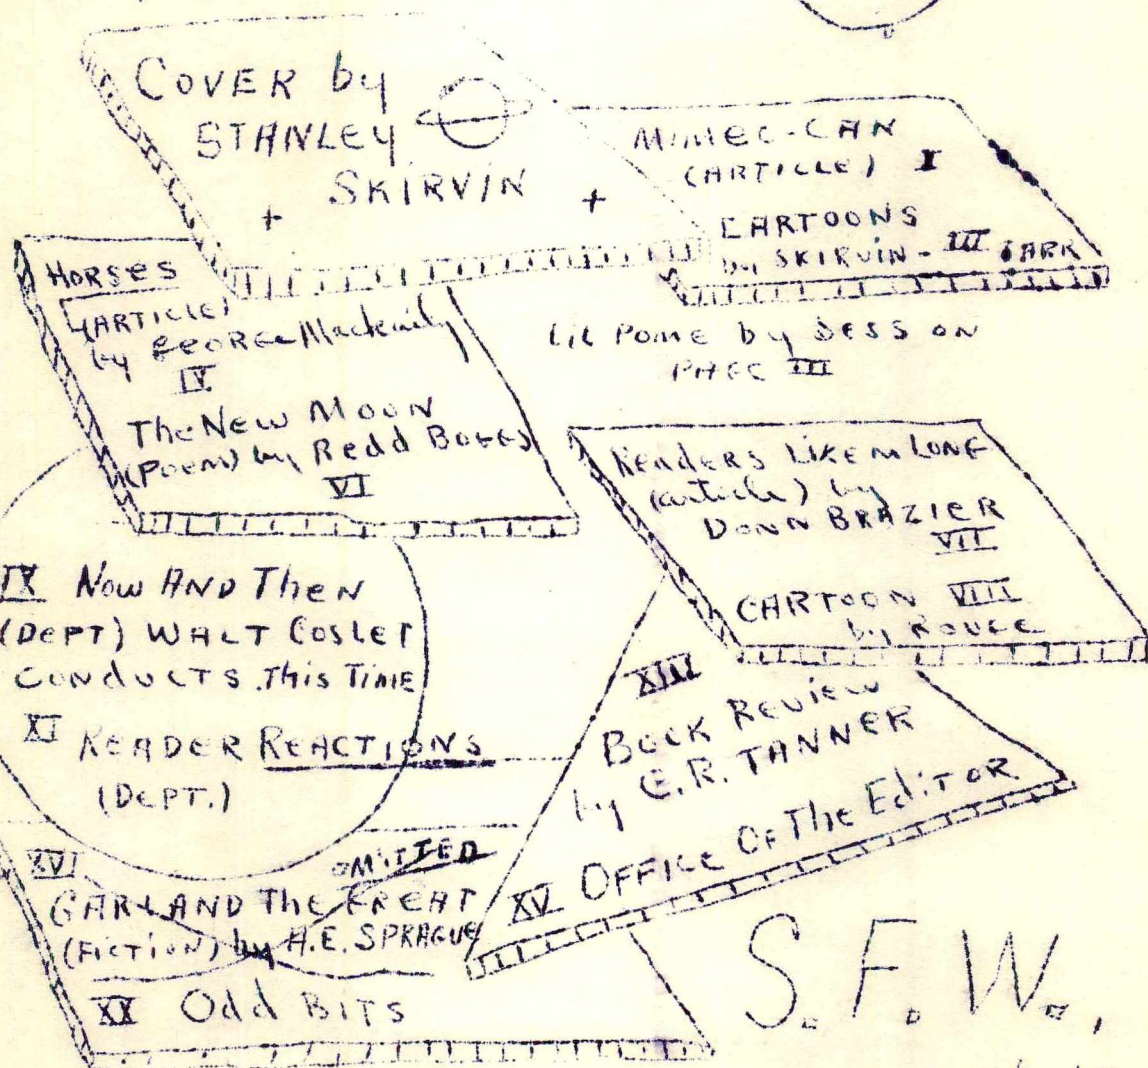 COVER by
STANLEY
SKIRVIN
MIMEO-CAN
(ARTICLE) I
CARTOONS
by SKIRVIN - III
HORSES
(ARTICLE)
by GEORGE
IV
The New MOON
(Poem) by Redd Boggs
VI
Lil Pome by Dess on
PAGE III
READERS LIKEM LONG
(article) by
DONN BRAZIER
VII
CARTOON VIII
by ROUGE
IX Now AND Then
(DEPT) WALT Coslet
CONDUCTS This TIME
XI READER REACTIONS
(DEPT.)
XIII
BOOK REVIEW
by C.R. TANNER
XV OFFICE OF The EdiTOR
XVI OMITTED
GARLAND The GREAT
(FICTION) by H.E. SPRAGUE
XX Odd BITS
S.F.W.,